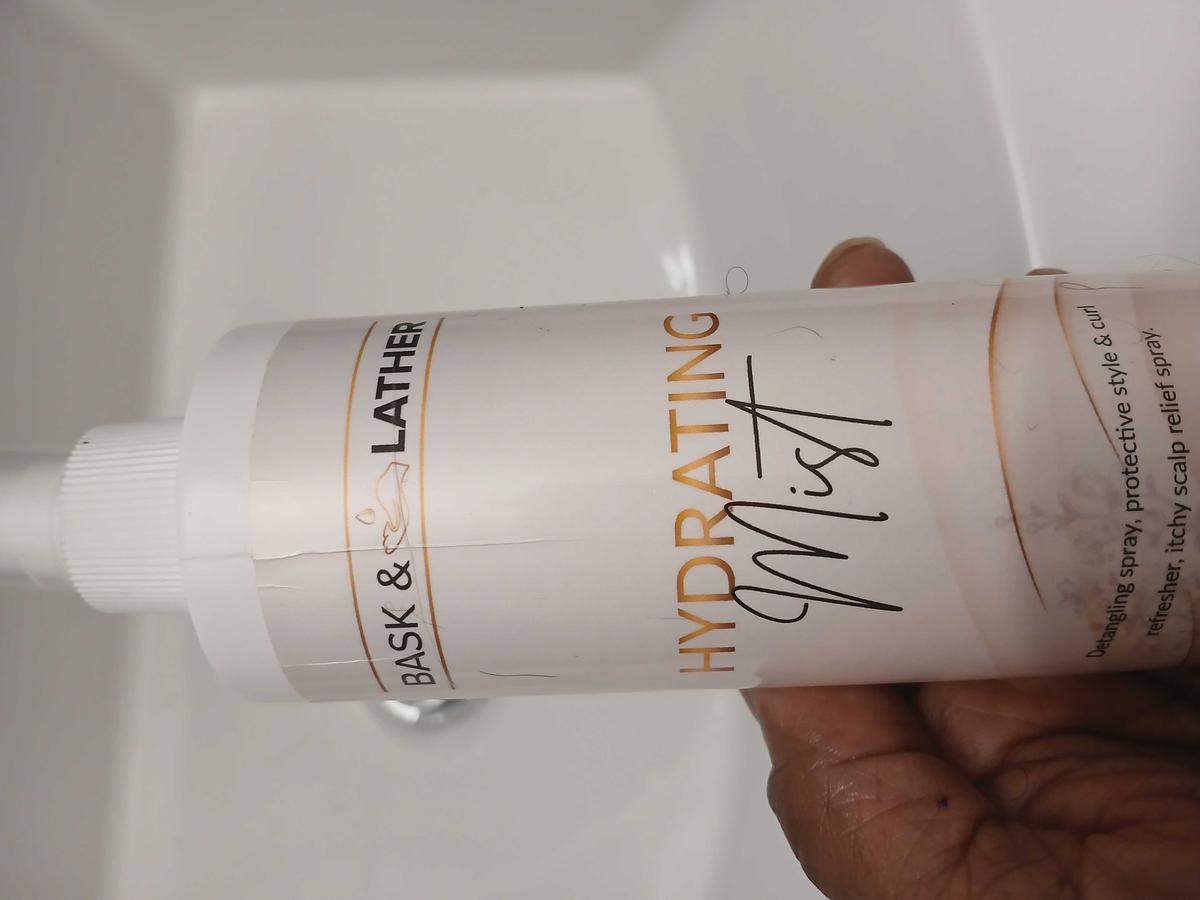 BASK & LATHER
HYDRATING
Mist
Detangling spray, protective style & curl
refresher, itchy scalp relief spray.